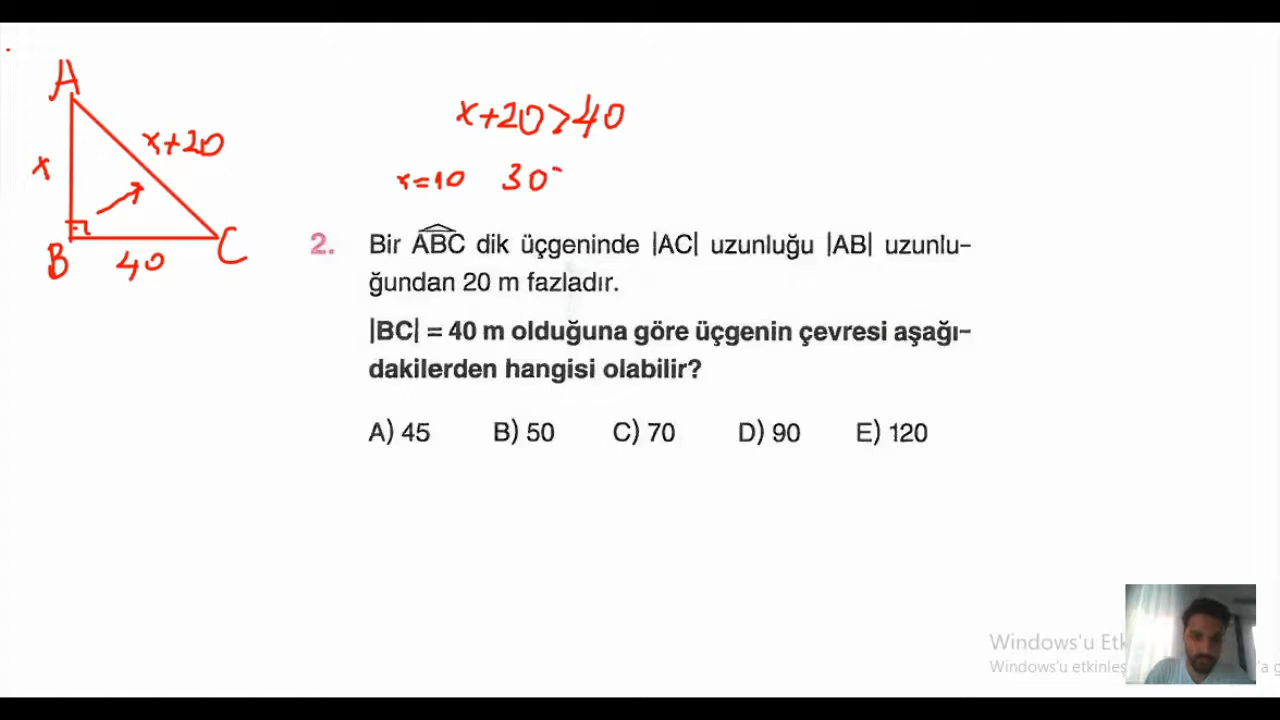 A
x+20
x
B
40
C
x+20>40
x=10 30
2. Bir ABC dik üçgeninde |AC| uzunluğu |AB| uzunlu-
ğundan 20 m fazladır.
|BC| = 40 m olduğuna göre üçgenin çevresi aşağı-
dakilerden hangisi olabilir?
A) 45 B) 50 C) 70 D) 90 E) 120
Windows'u Etk
Windows'u etkinleş
'a g